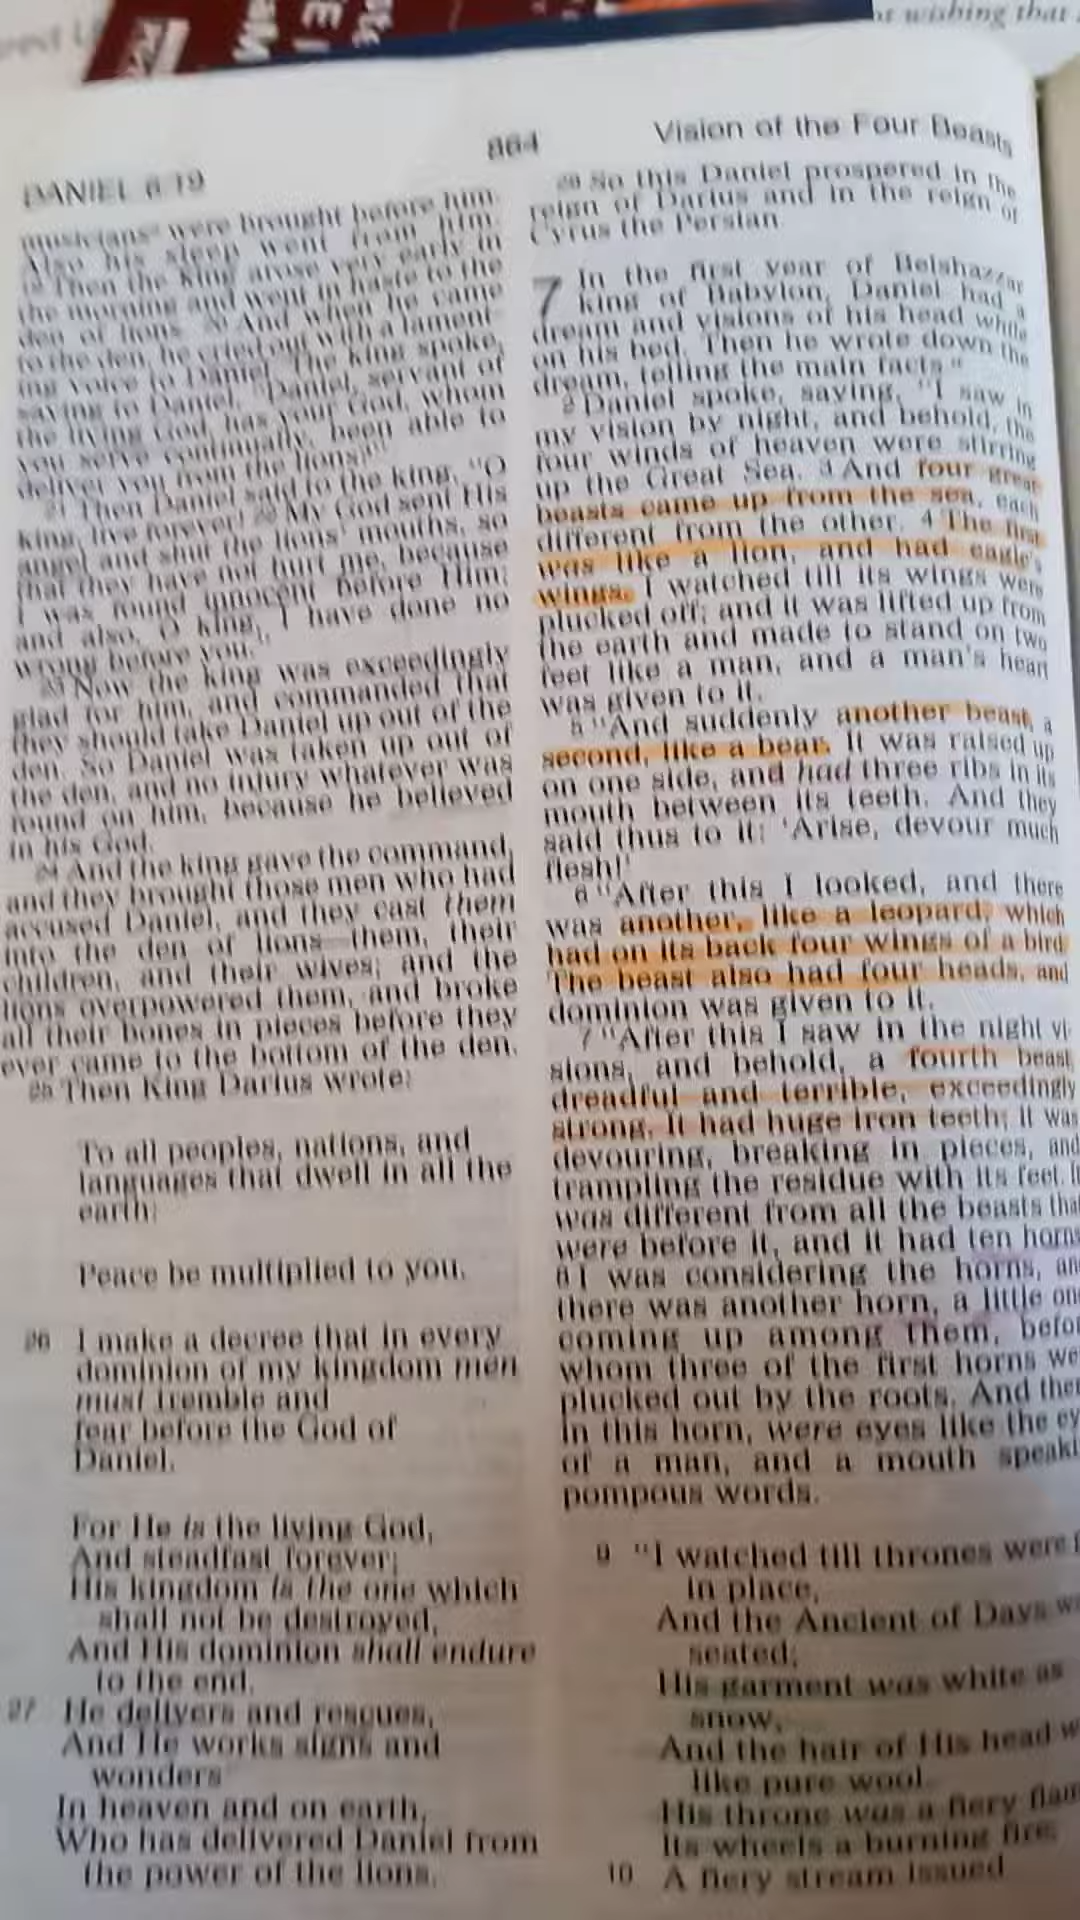 wishing that
DANIEL 6:19
864
Vision of the Four Beasts
musicians were brought before him.
Also his sleep went from him.
19 Then the king arose very early in
the morning and went in haste to the
den of lions. 20 And when he came
to the den, he cried out with a lament-
ing voice to Daniel. The king spoke,
saying to Daniel, "Daniel, servant of
the living God, has your God, whom
you serve continually, been able to
deliver you from the lions?"
21 Then Daniel said to the king, "O
king, live forever! 22 My God sent His
angel and shut the lions' mouths, so
that they have not hurt me, because
I was found innocent before Him;
and also, O king, I have done no
wrong before you."
23 Now the king was exceedingly
glad for him, and commanded that
they should take Daniel up out of the
den. So Daniel was taken up out of
the den, and no injury whatever was
found on him, because he believed
in his God.
24 And the king gave the command,
and they brought those men who had
accused Daniel, and they cast them
into the den of lions—them, their
children, and their wives; and the
lions overpowered them, and broke
all their bones in pieces before they
ever came to the bottom of the den.
25 Then King Darius wrote:
To all peoples, nations, and
languages that dwell in all the
earth:
Peace be multiplied to you.
26 I make a decree that in every
dominion of my kingdom men
must tremble and
fear before the God of
Daniel.
For He is the living God,
And steadfast forever;
His kingdom is the one which
shall not be destroyed,
And His dominion shall endure
to the end.
27 He delivers and rescues,
And He works signs and
wonders
In heaven and on earth,
Who has delivered Daniel from
the power of the lions.
28 So this Daniel prospered in the
reign of Darius and in the reign of
Cyrus the Persian.
7 In the first year of Belshazzar
king of Babylon, Daniel had a
dream and visions of his head while
on his bed. Then he wrote down the
dream, telling the main facts.
2 Daniel spoke, saying, "I saw in
my vision by night, and behold, the
four winds of heaven were stirring
up the Great Sea. 3 And four great
beasts came up from the sea, each
different from the other. 4 The first
was like a lion, and had eagle's
wings. I watched till its wings were
plucked off; and it was lifted up from
the earth and made to stand on two
feet like a man, and a man's heart
was given to it.
5 "And suddenly another beast, a
second, like a bear. It was raised up
on one side, and had three ribs in its
mouth between its teeth. And they
said thus to it: 'Arise, devour much
flesh!'
6 "After this I looked, and there
was another, like a leopard, which
had on its back four wings of a bird.
The beast also had four heads, and
dominion was given to it.
7 "After this I saw in the night vi-
sions, and behold, a fourth beast,
dreadful and terrible, exceedingly
strong. It had huge iron teeth; it was
devouring, breaking in pieces, and
trampling the residue with its feet. It
was different from all the beasts tha
were before it, and it had ten horns
8 I was considering the horns, an
there was another horn, a little on
coming up among them, befor
whom three of the first horns we
plucked out by the roots. And ther
in this horn, were eyes like the ey
of a man, and a mouth speaki
pompous words.
9 "I watched till thrones were
in place,
And the Ancient of Days w
seated;
His garment was white as
snow,
And the hair of His head w
like pure wool.
His throne was a fiery flam
Its wheels a burning fire;
10 A fiery stream issued